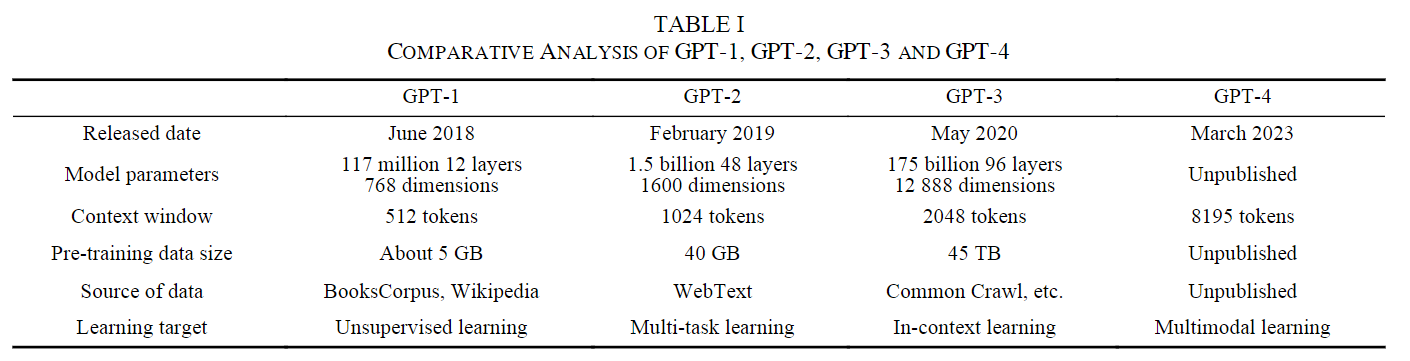 TABLE I
COMPARATIVE ANALYSIS OF GPT-1, GPT-2, GPT-3 AND GPT-4
GPT-1 GPT-2 GPT-3 GPT-4
Released date June 2018 February 2019 May 2020 March 2023
Model parameters 117 million 12 layers 768 dimensions 1.5 billion 48 layers 1600 dimensions 175 billion 96 layers 12 888 dimensions Unpublished
Context window 512 tokens 1024 tokens 2048 tokens 8195 tokens
Pre-training data size About 5 GB 40 GB 45 TB Unpublished
Source of data BooksCorpus, Wikipedia WebText Common Crawl, etc. Unpublished
Learning target Unsupervised learning Multi-task learning In-context learning Multimodal learning